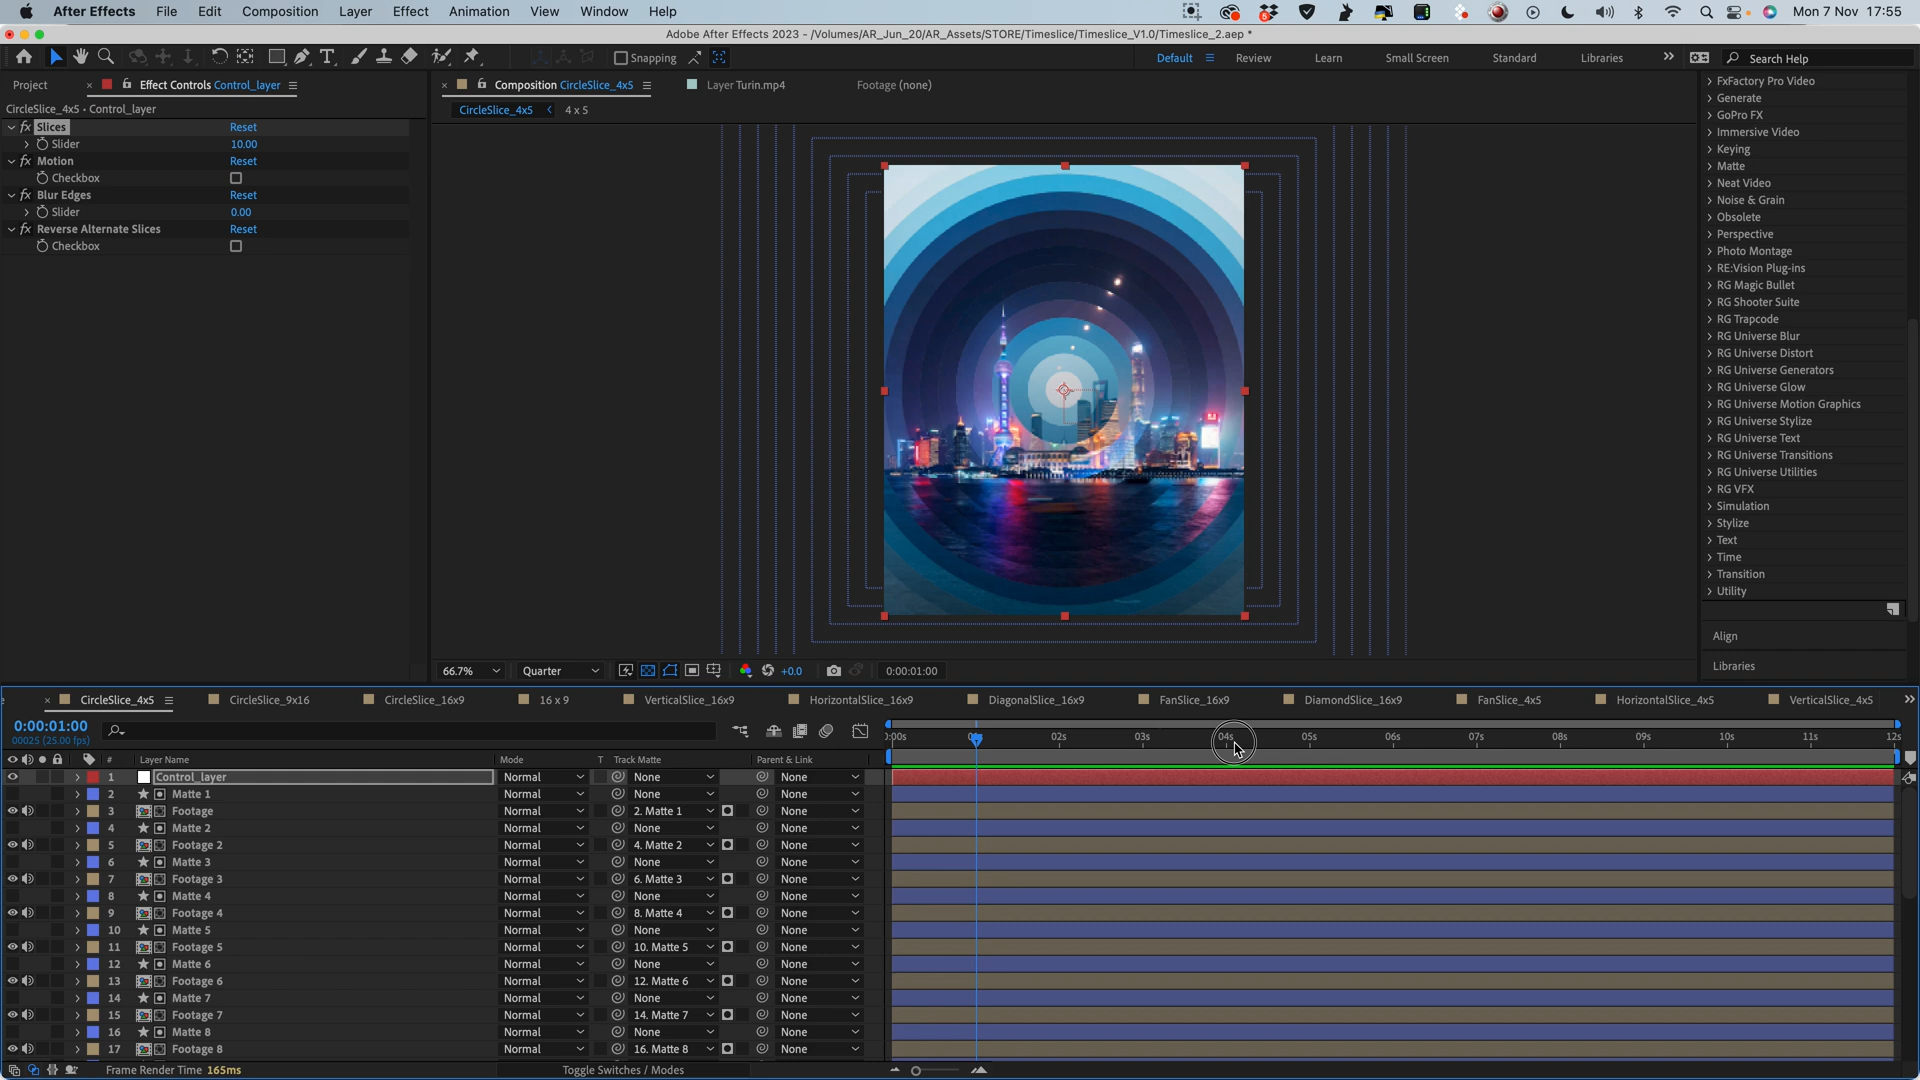 After Effects File Edit Composition Layer Effect Animation View Window Help Mon 7 Nov 17:55
Adobe After Effects 2023 - /Volumes/AR_Jun_20/AR_Assets/STORE/Timeslice/Timeslice_V1.0/Timeslice_2.aep *
Snapping Default Review Learn Small Screen Standard Libraries Search Help
Project Effect Controls Control_layer Composition CircleSlice_4x5 Layer Turin.mp4 Footage (none)
CircleSlice_4x5 • Control_layer
CircleSlice_4x5 4 x 5
fx Slices Reset
Slider 10.00
fx Motion Reset
Checkbox
fx Blur Edges Reset
Slider 0.00
fx Reverse Alternate Slices Reset
Checkbox
FxFactory Pro Video
Generate
GoPro FX
Immersive Video
Keying
Matte
Neat Video
Noise & Grain
Obsolete
Perspective
Photo Montage
RE:Vision Plug-ins
RG Magic Bullet
RG Shooter Suite
RG Trapcode
RG Universe Blur
RG Universe Distort
RG Universe Generators
RG Universe Glow
RG Universe Motion Graphics
RG Universe Stylize
RG Universe Text
RG Universe Transitions
RG Universe Utilities
RG VFX
Simulation
Stylize
Text
Time
Transition
Utility
Align
Libraries
66.7% Quarter +0.0 0:00:01:00
CircleSlice_4x5 CircleSlice_9x16 CircleSlice_16x9 16 x 9 VerticalSlice_16x9 HorizontalSlice_16x9 DiagonalSlice_16x9 FanSlice_16x9 DiamondSlice_16x9 FanSlice_4x5 HorizontalSlice_4x5 VerticalSlice_4x5
0:00:01:00
00025 (25.00 fps)
02s 03s 04s 05s 06s 07s 08s 09s 10s 11s 12s
# Layer Name Mode T Track Matte Parent & Link
1 Control_layer Normal None None
2 Matte 1 Normal None None
3 Footage Normal 2. Matte 1 None
4 Matte 2 Normal None None
5 Footage 2 Normal 4. Matte 2 None
6 Matte 3 Normal None None
7 Footage 3 Normal 6. Matte 3 None
8 Matte 4 Normal None None
9 Footage 4 Normal 8. Matte 4 None
10 Matte 5 Normal None None
11 Footage 5 Normal 10. Matte 5 None
12 Matte 6 Normal None None
13 Footage 6 Normal 12. Matte 6 None
14 Matte 7 Normal None None
15 Footage 7 Normal 14. Matte 7 None
16 Matte 8 Normal None None
17 Footage 8 Normal 16. Matte 8 None
Frame Render Time 165ms Toggle Switches / Modes